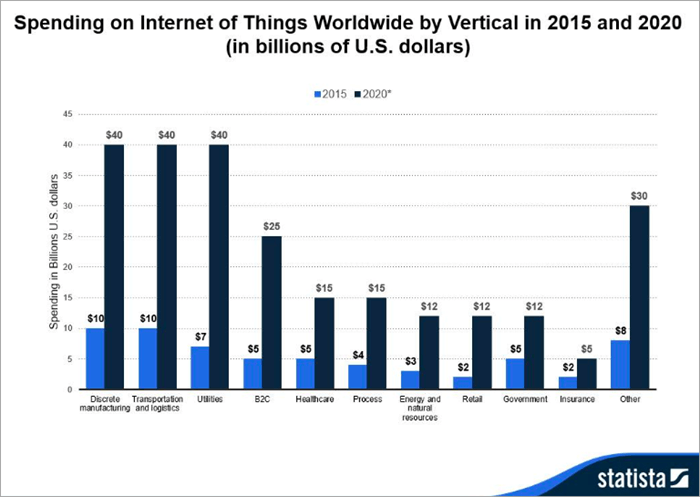 Spending on Internet of Things Worldwide by Vertical in 2015 and 2020
(in billions of U.S. dollars)
2015 2020*
Spending in Billions U.S. dollars
45
40
35
30
25
20
15
10
5
0
$10 $40 $10 $40 $7 $40 $5 $25 $5 $15 $4 $15 $3 $12 $2 $12 $5 $12 $2 $5 $8 $30
Discrete Transportation Utilities B2C Healthcare Process Energy and Retail Government Insurance Other
manufacturing and logistics natural
resources
statista